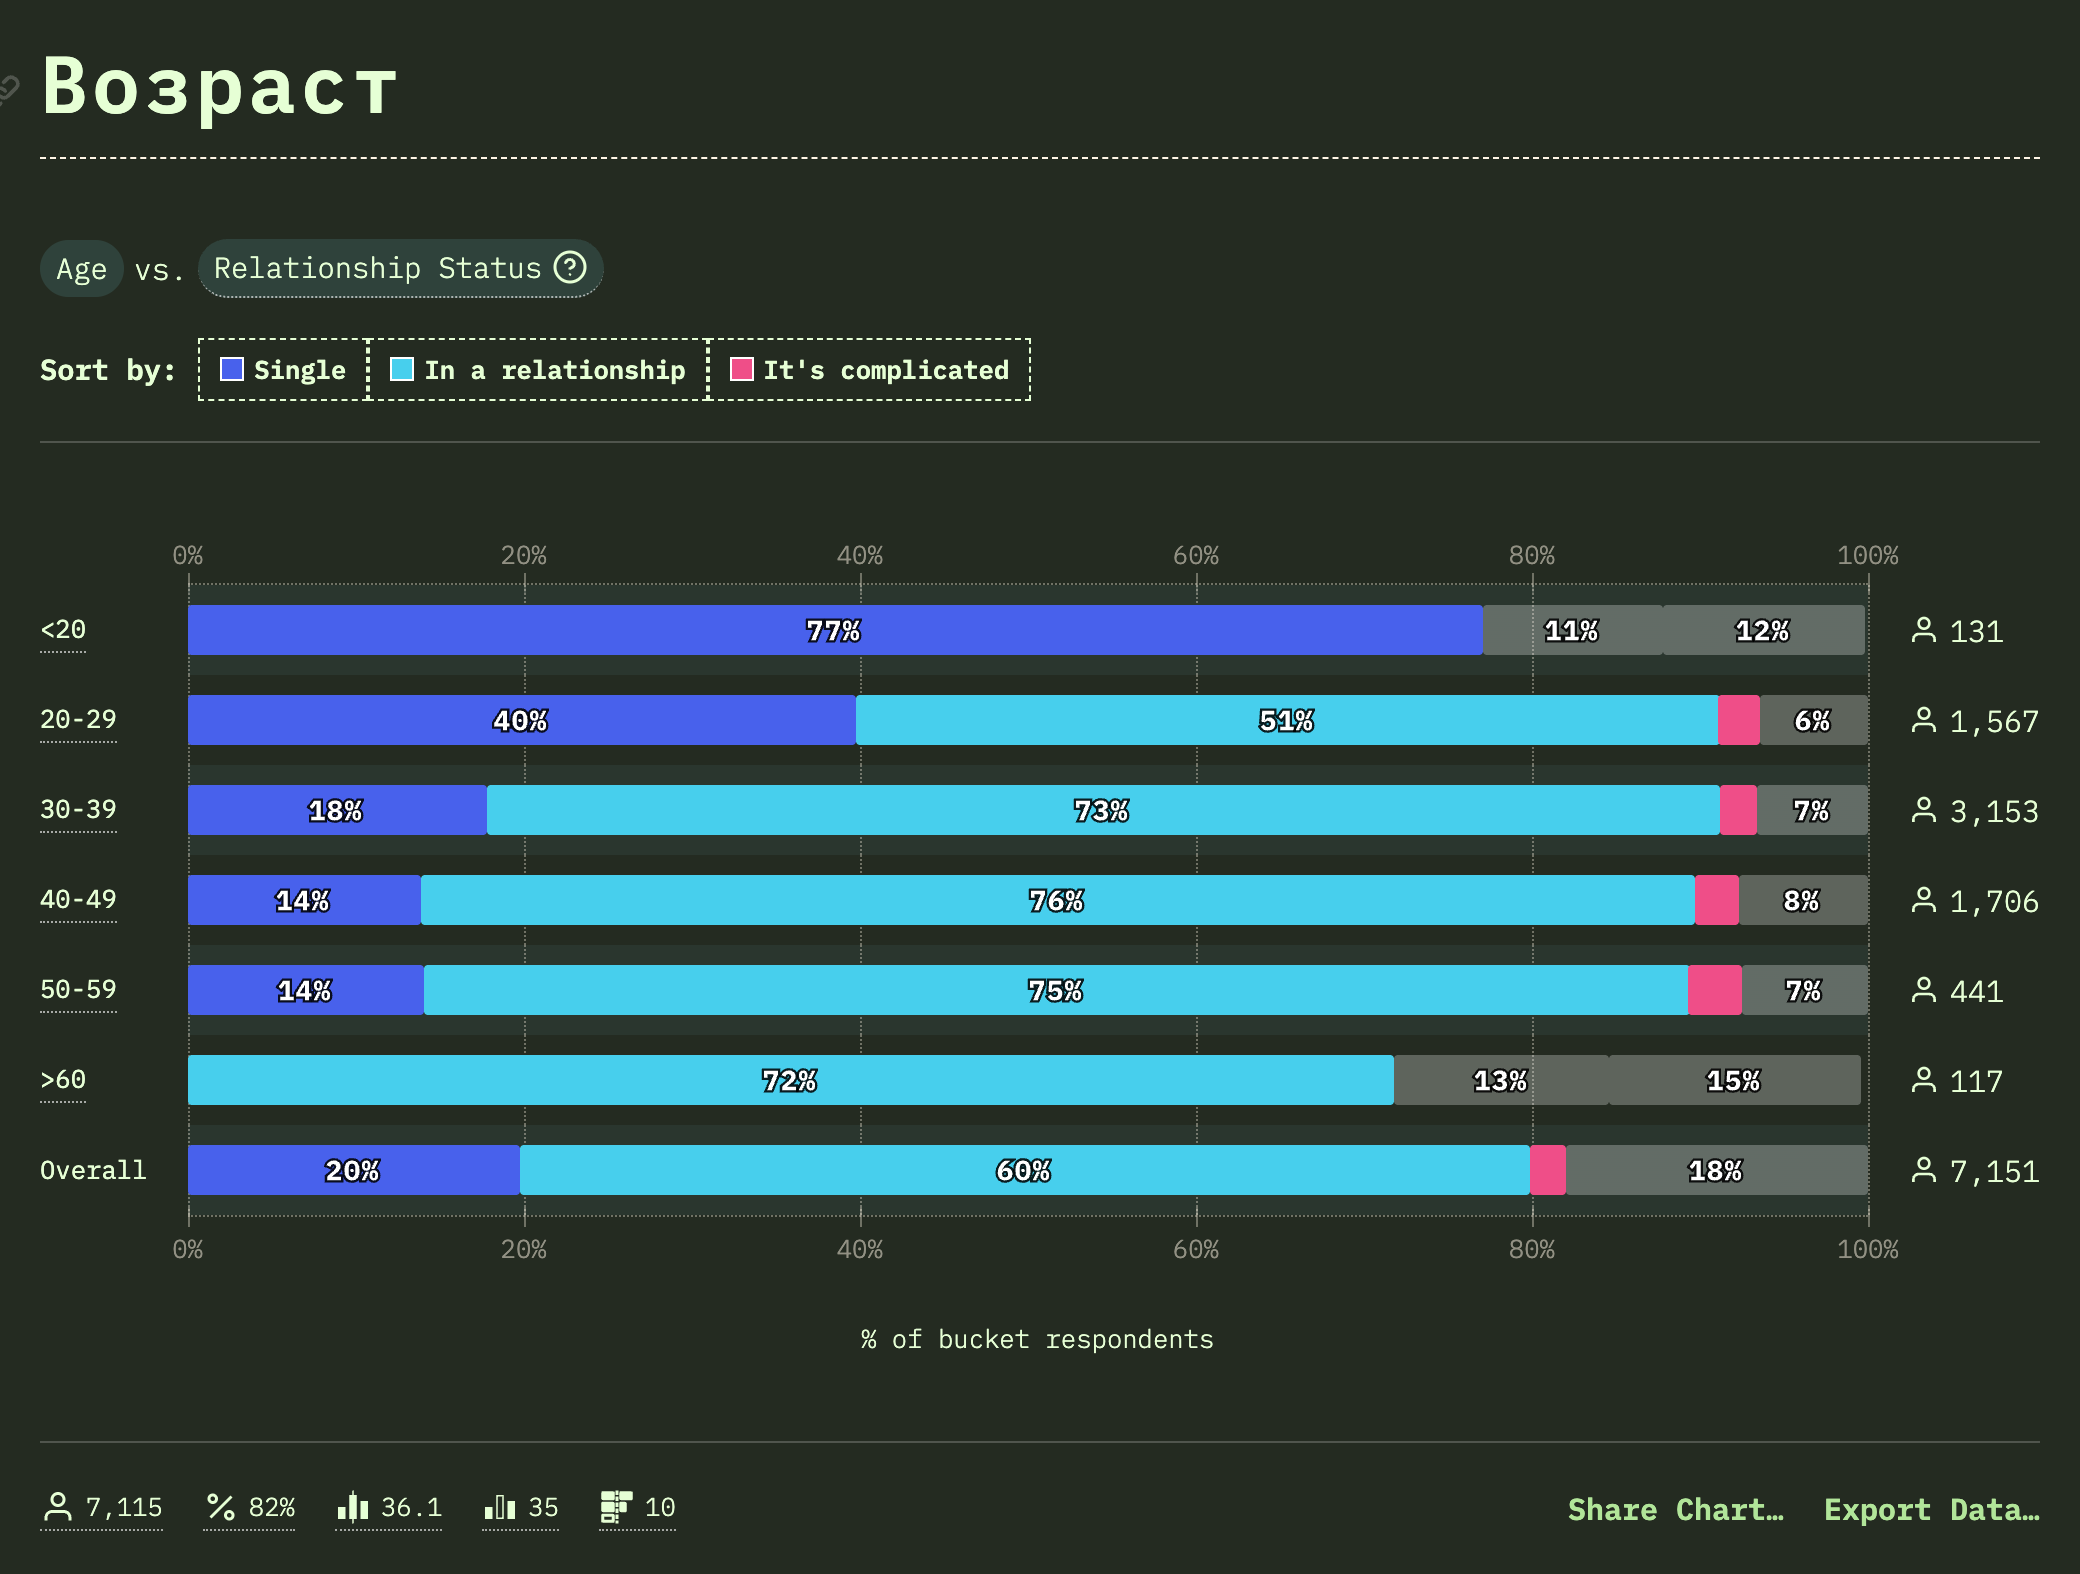 Возраст
Age vs. Relationship Status ?
Sort by: Single In a relationship It's complicated
0% 20% 40% 60% 80% 100%
<20 77% 11% 12% 131
20-29 40% 51% 6% 1,567
30-39 18% 73% 7% 3,153
40-49 14% 76% 8% 1,706
50-59 14% 75% 7% 441
>60 72% 13% 15% 117
Overall 20% 60% 18% 7,151
0% 20% 40% 60% 80% 100%
% of bucket respondents
7,115 % 82% 36.1 35 10 Share Chart… Export Data…